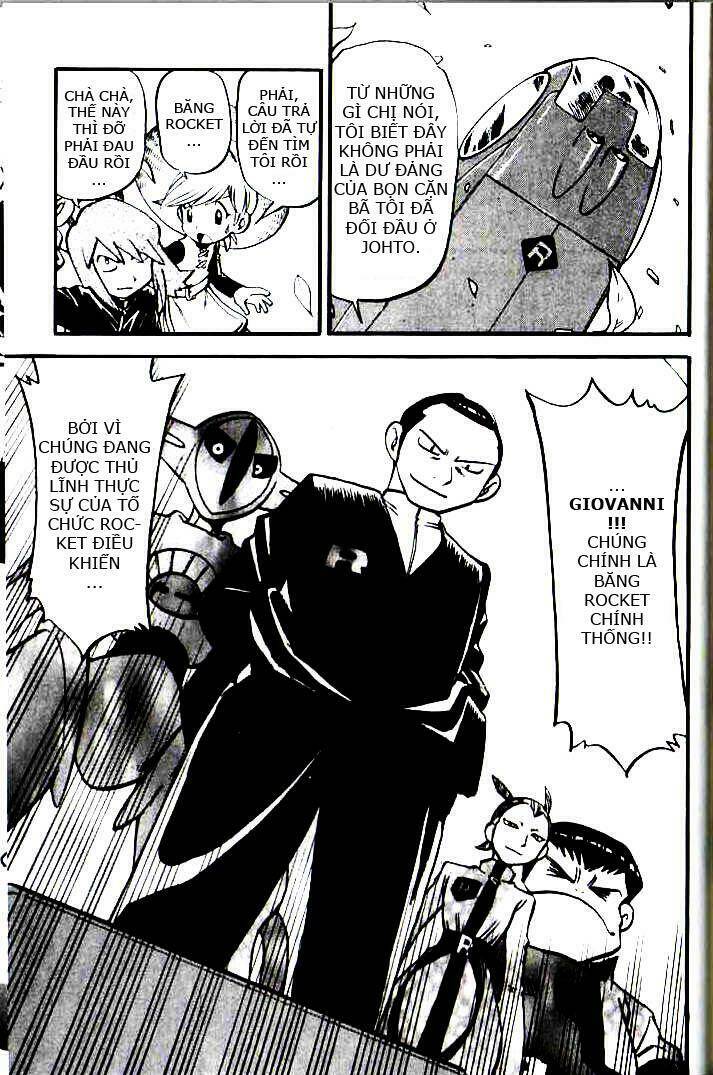 TỪ NHỮNG
GÌ CHỊ NÓI,
TÔI BIẾT ĐÂY
KHÔNG PHẢI
LÀ DƯ ĐẢNG
CỦA BỌN CẶN
BÃ TÔI ĐÃ
ĐỐI ĐẦU Ở
JOHTO.
PHẢI,
CÂU TRẢ
LỜI ĐÃ TỰ
ĐẾN TÌM
TÔI RỒI
...
BĂNG
ROCKET
...
CHÀ CHÀ,
THẾ NÀY
THÌ ĐỠ
PHẢI ĐAU
ĐẦU RỒI
...
...
GIOVANNI
!!!
CHÚNG
CHÍNH LÀ
BĂNG
ROCKET
CHÍNH
THỐNG!!
BỞI VÌ
CHÚNG ĐANG
ĐƯỢC THỦ
LĨNH THỰC
SỰ CỦA TỔ
CHỨC ROC-
KET ĐIỀU
KHIỂN
...
R
R
R